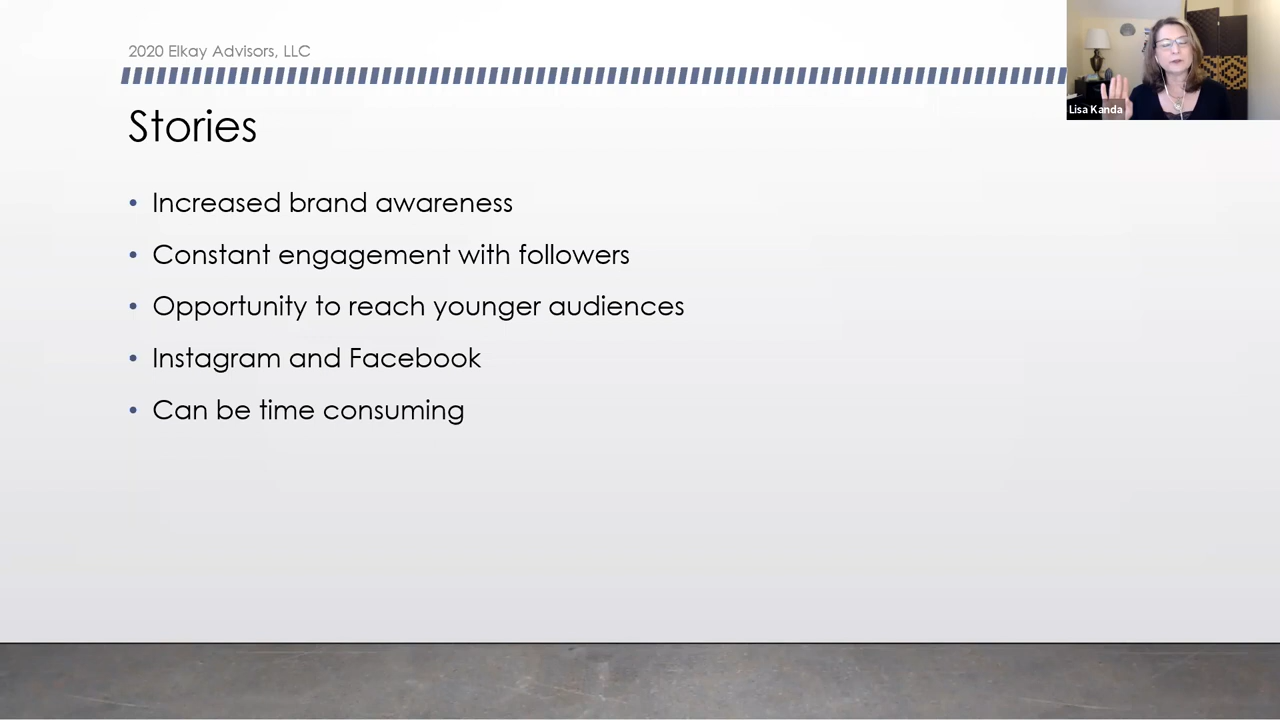 2020 Elkay Advisors, LLC
Lisa Kanda
Stories
• Increased brand awareness
• Constant engagement with followers
• Opportunity to reach younger audiences
• Instagram and Facebook
• Can be time consuming